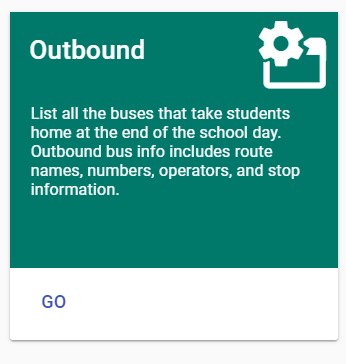 Outbound
List all the buses that take students
home at the end of the school day.
Outbound bus info includes route
names, numbers, operators, and stop
information.
GO